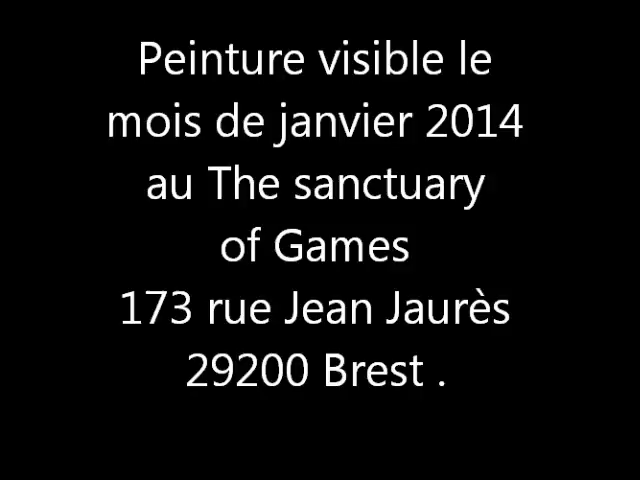 Peinture visible le
mois de janvier 2014
au The sanctuary
of Games
173 rue Jean Jaurès
29200 Brest .